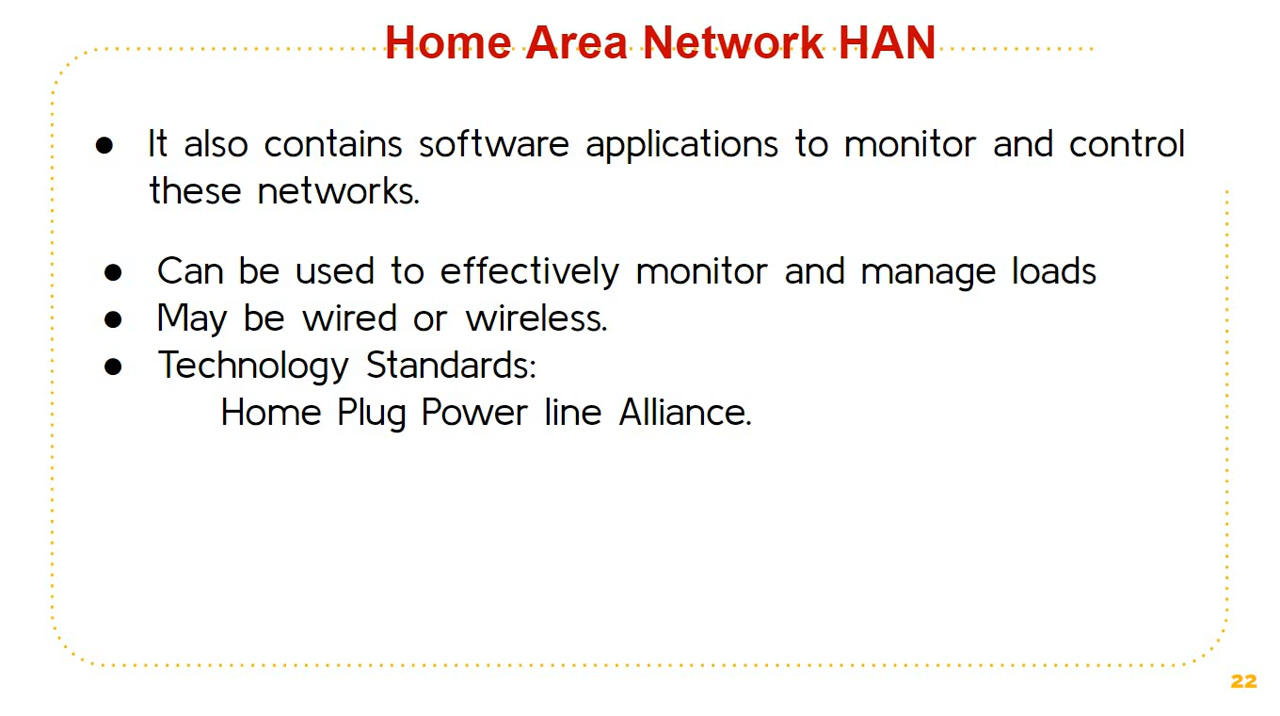 Home Area Network HAN
● It also contains software applications to monitor and control
these networks.
● Can be used to effectively monitor and manage loads
● May be wired or wireless.
● Technology Standards:
Home Plug Power line Alliance.
22